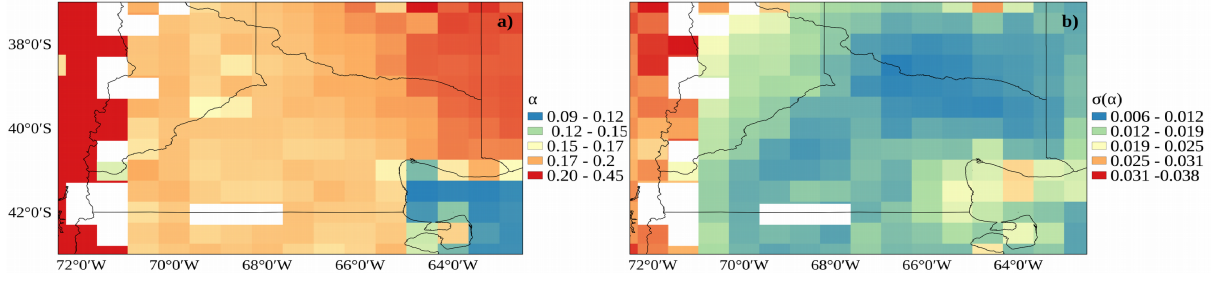 a)
38°0'S
40°0'S
42°0'S
72°0'W 70°0'W 68°0'W 66°0'W 64°0'W
α
0.09 - 0.12
0.12 - 0.15
0.15 - 0.17
0.17 - 0.2
0.20 - 0.45
b)
72°0'W 70°0'W 68°0'W 66°0'W 64°0'W
σ(α)
0.006 - 0.012
0.012 - 0.019
0.019 - 0.025
0.025 - 0.031
0.031 -0.038